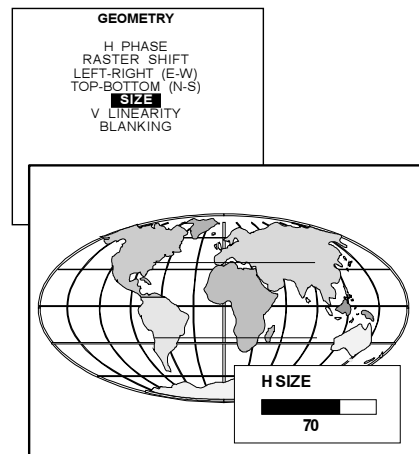 GEOMETRY
H PHASE
RASTER SHIFT
LEFT-RIGHT (E-W)
TOP-BOTTOM (N-S)
SIZE
V LINEARITY
BLANKING
H SIZE
70